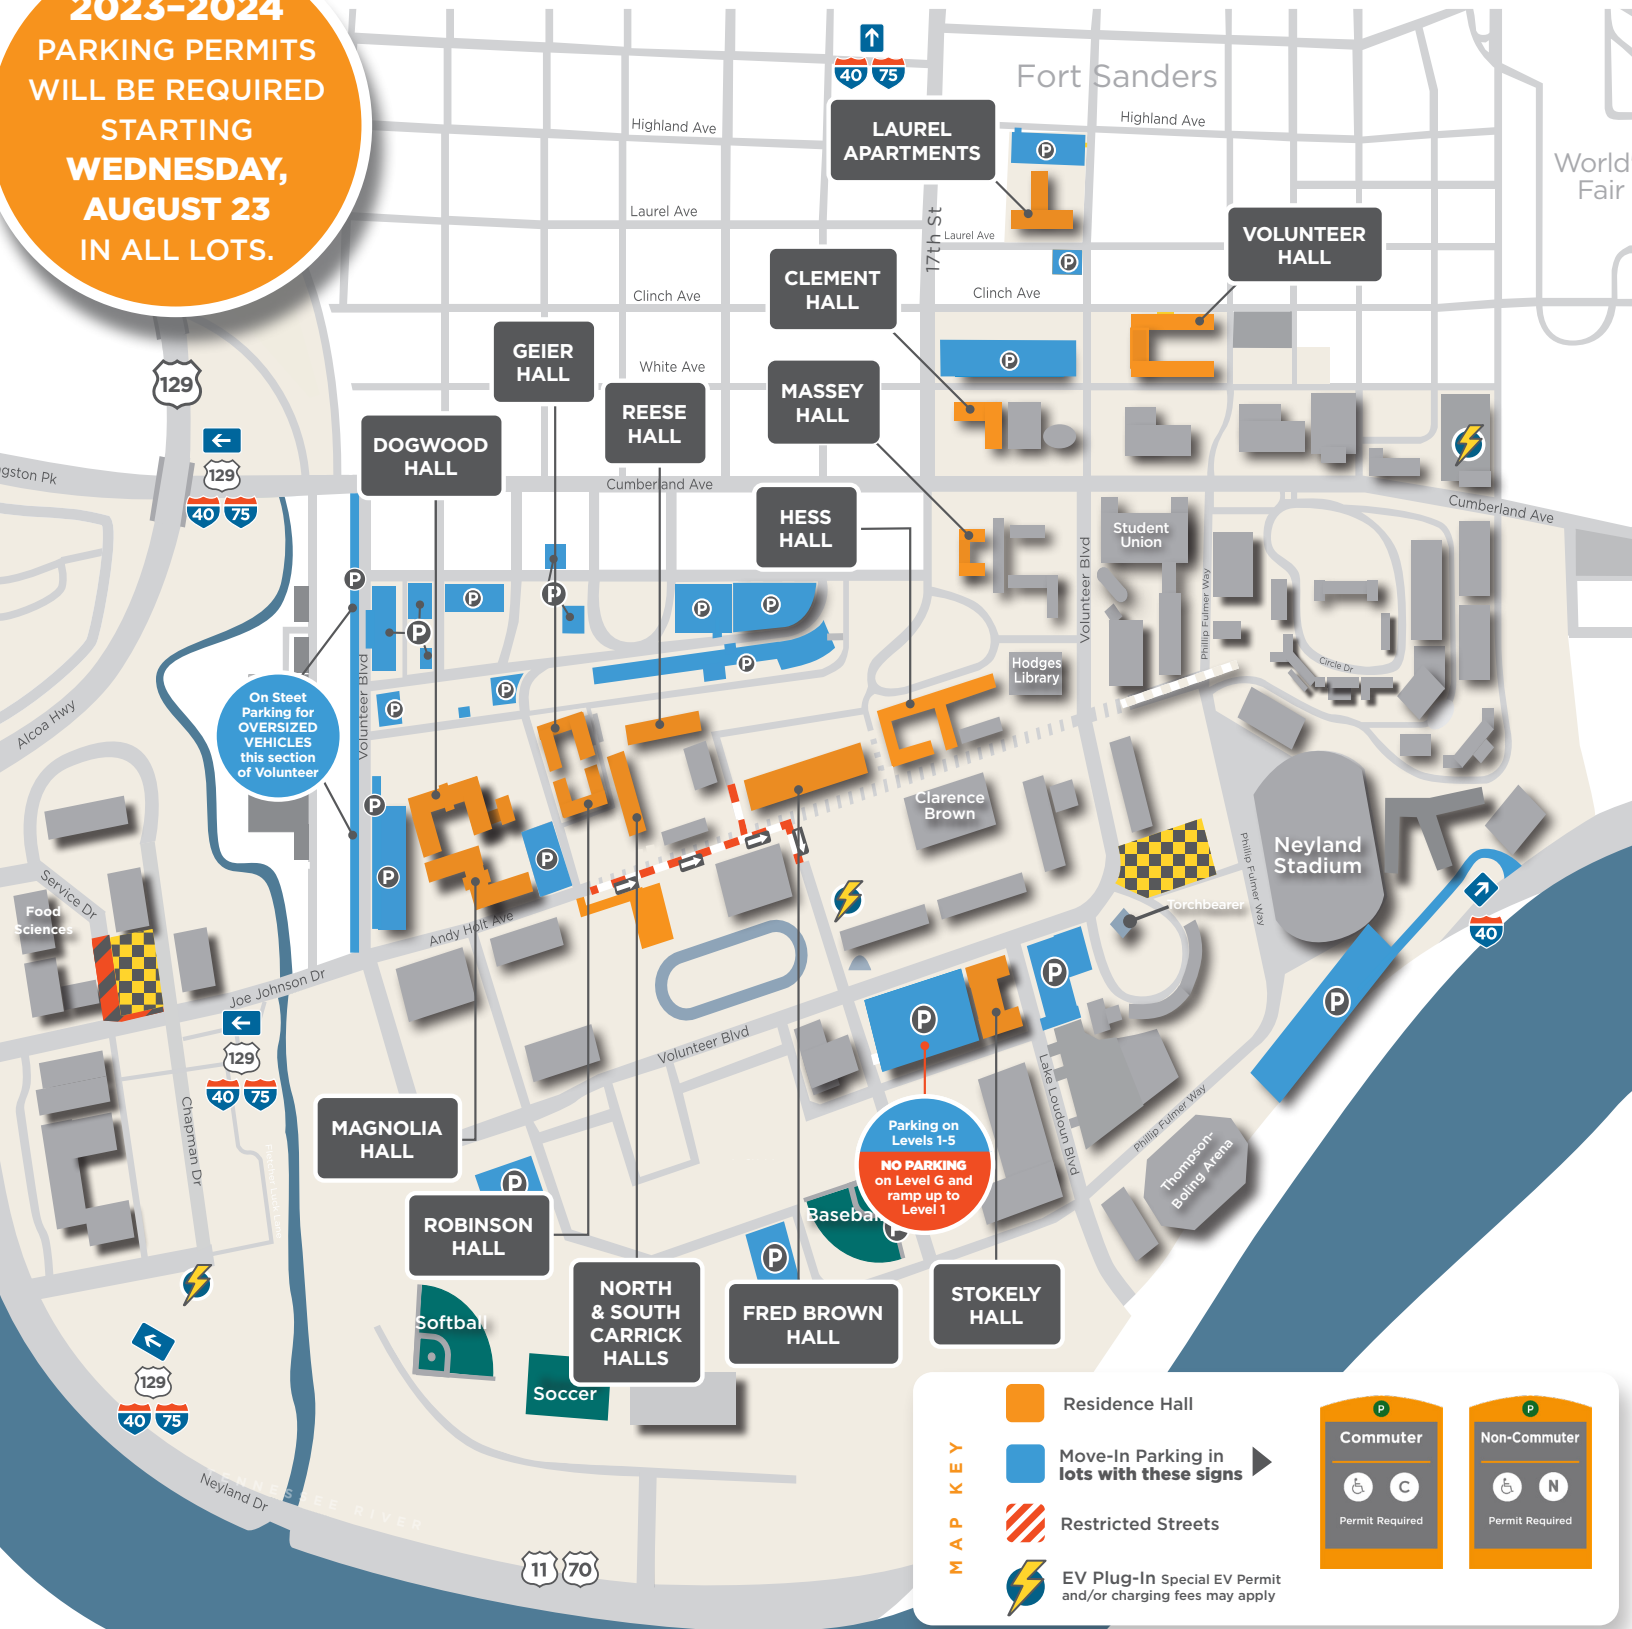 2023–2024
PARKING PERMITS
WILL BE REQUIRED
STARTING
WEDNESDAY,
AUGUST 23
IN ALL LOTS.
40 75
Fort Sanders
Highland Ave
Highland Ave
LAUREL
APARTMENTS
P
World
Fair
Laurel Ave
17th St
Laurel Ave
VOLUNTEER
HALL
P
CLEMENT
HALL
Clinch Ave
Clinch Ave
GEIER
HALL
White Ave
P
129
MASSEY
HALL
REESE
HALL
DOGWOOD
HALL
129
40 75
gston Pk
Cumberland Ave
Cumberland Ave
HESS
HALL
Student
Union
Volunteer Blvd
Phillip Fulmer Way
P
P
P
P
P
P
P
Hodges
Library
Circle Dr
On Steet
Parking for
OVERSIZED
VEHICLES
this section
of Volunteer
Volunteer Blvd
P
P
Alcoa Hwy
P
P
P
Clarence
Brown
Neyland
Stadium
Phillip Fulmer Way
Service Dr
Food
Sciences
Torchbearer
Andy Holt Ave
40
Joe Johnson Dr
P
P
P
129
40 75
Volunteer Blvd
Lake Loudoun Blvd
Phillip Fulmer Way
Chapman Dr
MAGNOLIA
HALL
Parking on
Levels 1-5
NO PARKING
on Level G and
ramp up to
Level 1
Thompson-
Boling Arena
P
ROBINSON
HALL
Baseball
P
P
NORTH
& SOUTH
CARRICK
HALLS
FRED BROWN
HALL
STOKELY
HALL
Softball
Soccer
129
40 75
Neyland Dr
TENNESSEE RIVER
11 70
MAP KEY
Residence Hall
Move-In Parking in
lots with these signs
Restricted Streets
EV Plug-In Special EV Permit
and/or charging fees may apply
P
Commuter
C
Permit Required
P
Non-Commuter
N
Permit Required